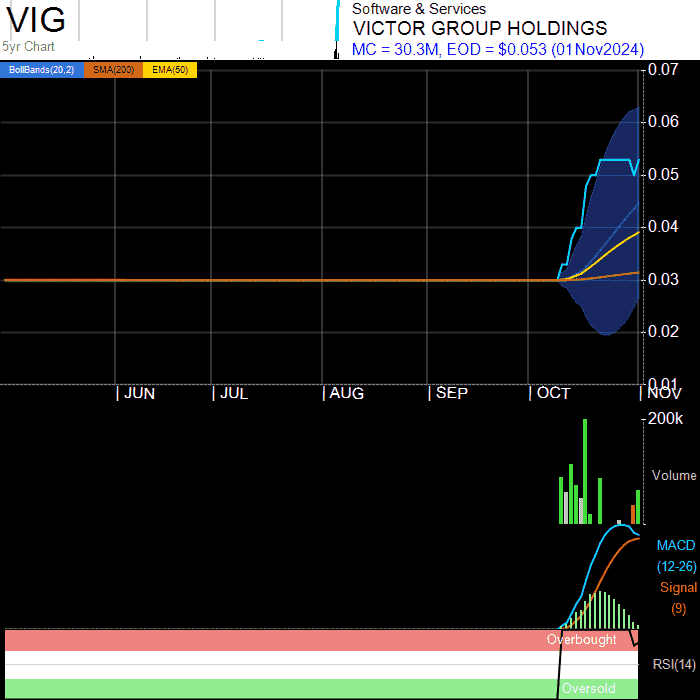 VIG
5yr Chart
Software & Services
VICTOR GROUP HOLDINGS
MC = 30.3M, EOD = $0.053 (01Nov2024)
BollBands(20,2) SMA(200) EMA(50)
0.07
0.06
0.05
0.04
0.03
0.02
0.01
| JUN | JUL | AUG | SEP | OCT | NOV
200k
Volume
MACD
(12-26)
Signal
(9)
Overbought
RSI(14)
Oversold